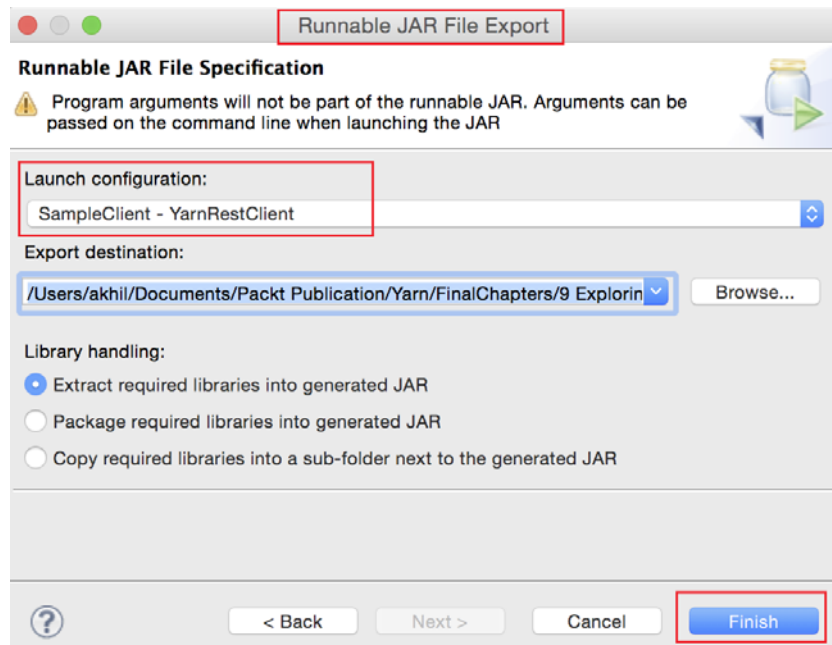 Runnable JAR File Export
Runnable JAR File Specification
Program arguments will not be part of the runnable JAR. Arguments can be
passed on the command line when launching the JAR
Launch configuration:
SampleClient - YarnRestClient
Export destination:
/Users/akhil/Documents/Packt Publication/Yarn/FinalChapters/9 Explorin
Browse...
Library handling:
Extract required libraries into generated JAR
Package required libraries into generated JAR
Copy required libraries into a sub-folder next to the generated JAR
?
< Back
Next >
Cancel
Finish